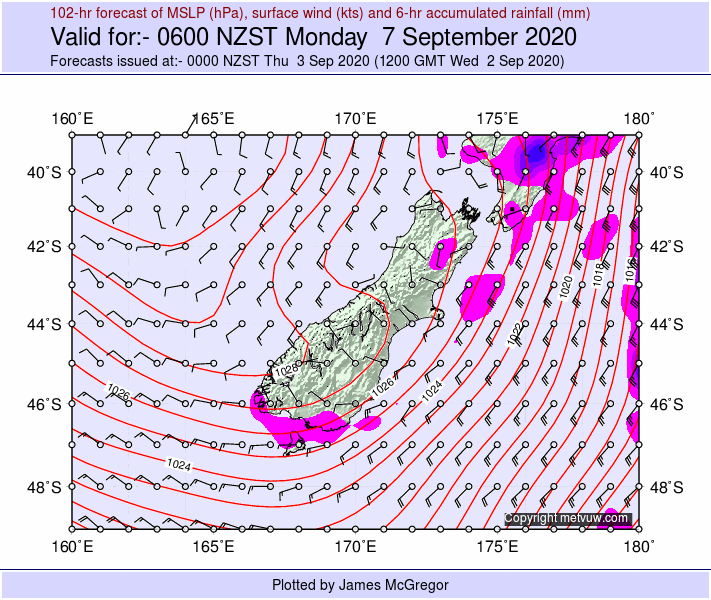 102-hr forecast of MSLP (hPa), surface wind (kts) and 6-hr accumulated rainfall (mm)
Valid for:- 0600 NZST Monday  7 September 2020
Forecasts issued at:- 0000 NZST Thu  3 Sep 2020 (1200 GMT Wed  2 Sep 2020)
160˚E 165˚E 170˚E 175˚E 180˚
40˚S 40˚S
42˚S 42˚S
1016
1018
1020
44˚S 44˚S
1022
1026
1026
1026
1024
46˚S 46˚S
1024
48˚S 48˚S
Copyright metvuw.com
160˚E 165˚E 170˚E 175˚E 180˚
Plotted by James McGregor